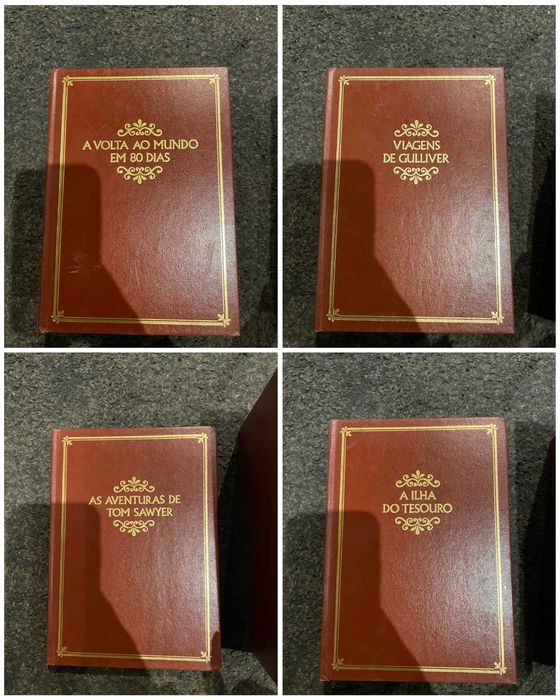 A VOLTA AO MUNDO
EM 80 DIAS
VIAGENS
DE GULLIVER
AS AVENTURAS DE
TOM SAWYER
A ILHA
DO TESOURO